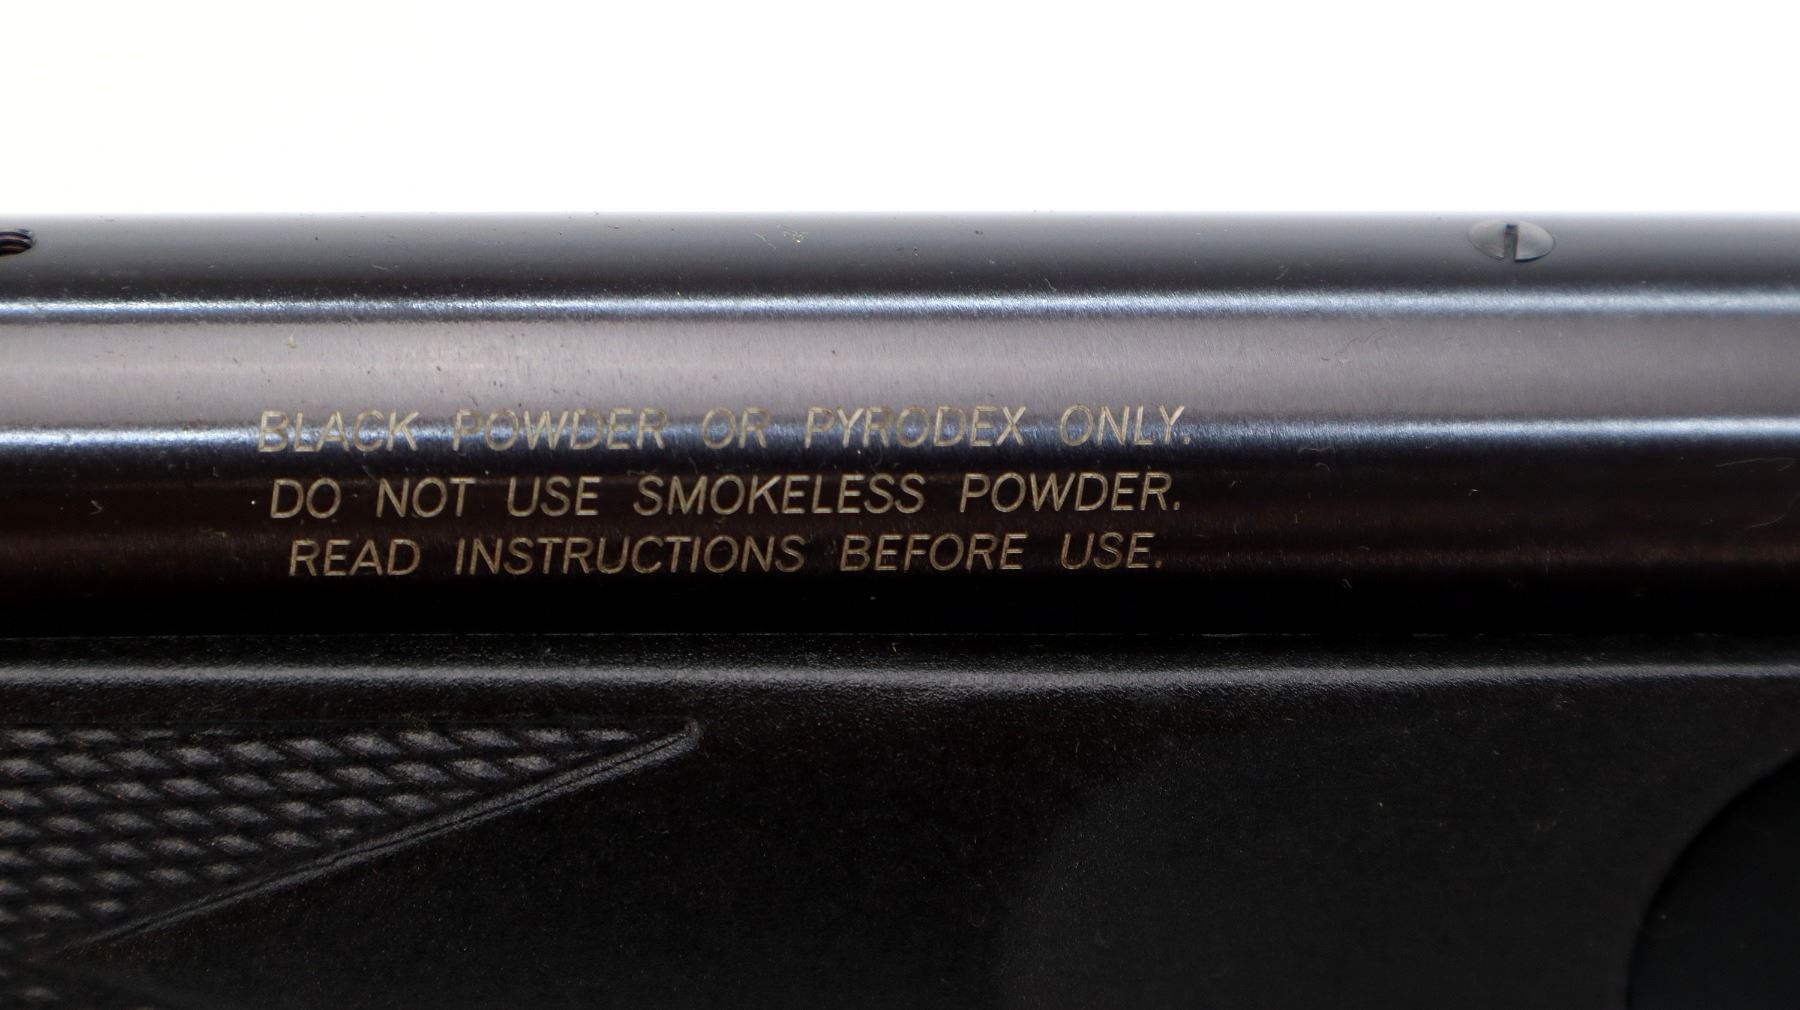 BLACK POWDER OR PYRODEX ONLY.
DO NOT USE SMOKELESS POWDER.
READ INSTRUCTIONS BEFORE USE.